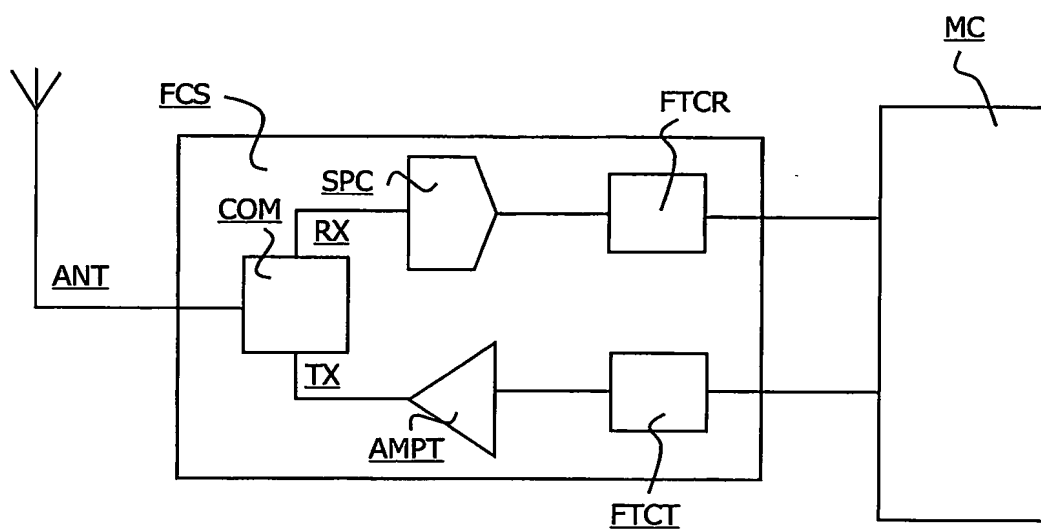 MC
FCS
FTCR
SPC
COM
RX
ANT
TX
AMPT
FTCT